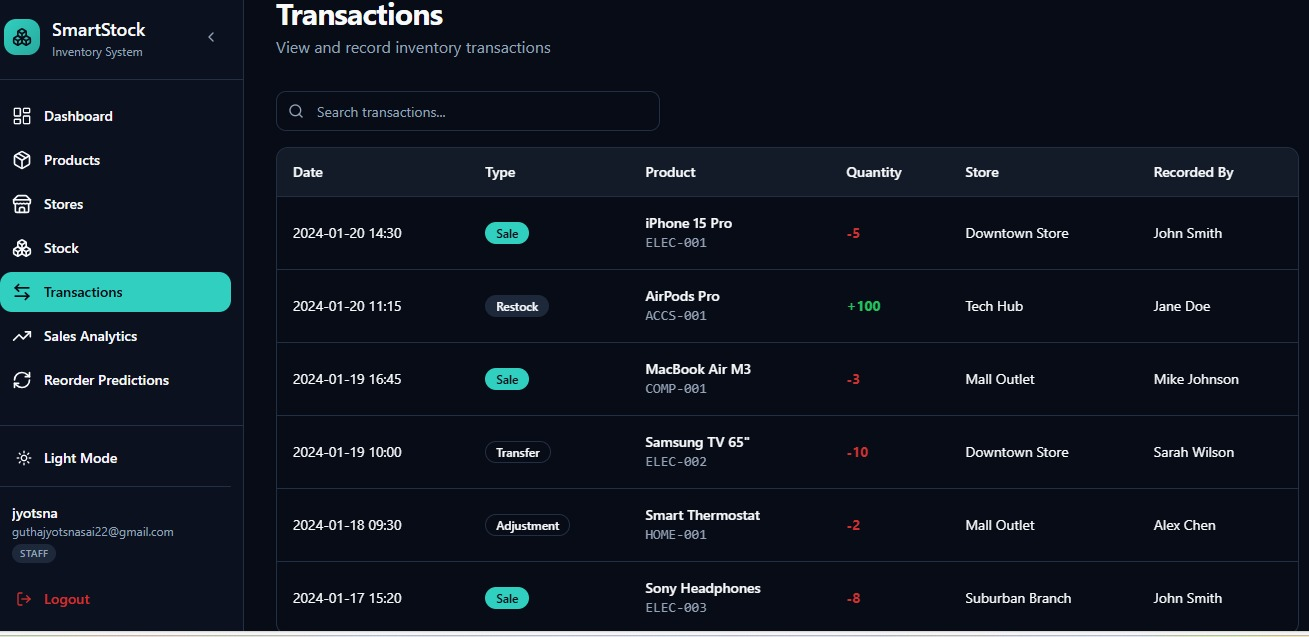 SmartStock
Inventory System
Dashboard
Products
Stores
Stock
Transactions
Sales Analytics
Reorder Predictions
Light Mode
jyotsna
guthajyotsnasai22@gmail.com
STAFF
Logout
Transactions
View and record inventory transactions
Search transactions...
Date Type Product Quantity Store Recorded By
2024-01-20 14:30 Sale iPhone 15 Pro -5 Downtown Store John Smith
ELEC-001
2024-01-20 11:15 Restock AirPods Pro +100 Tech Hub Jane Doe
ACCS-001
2024-01-19 16:45 Sale MacBook Air M3 -3 Mall Outlet Mike Johnson
COMP-001
2024-01-19 10:00 Transfer Samsung TV 65" -10 Downtown Store Sarah Wilson
ELEC-002
2024-01-18 09:30 Adjustment Smart Thermostat -2 Mall Outlet Alex Chen
HOME-001
2024-01-17 15:20 Sale Sony Headphones -8 Suburban Branch John Smith
ELEC-003